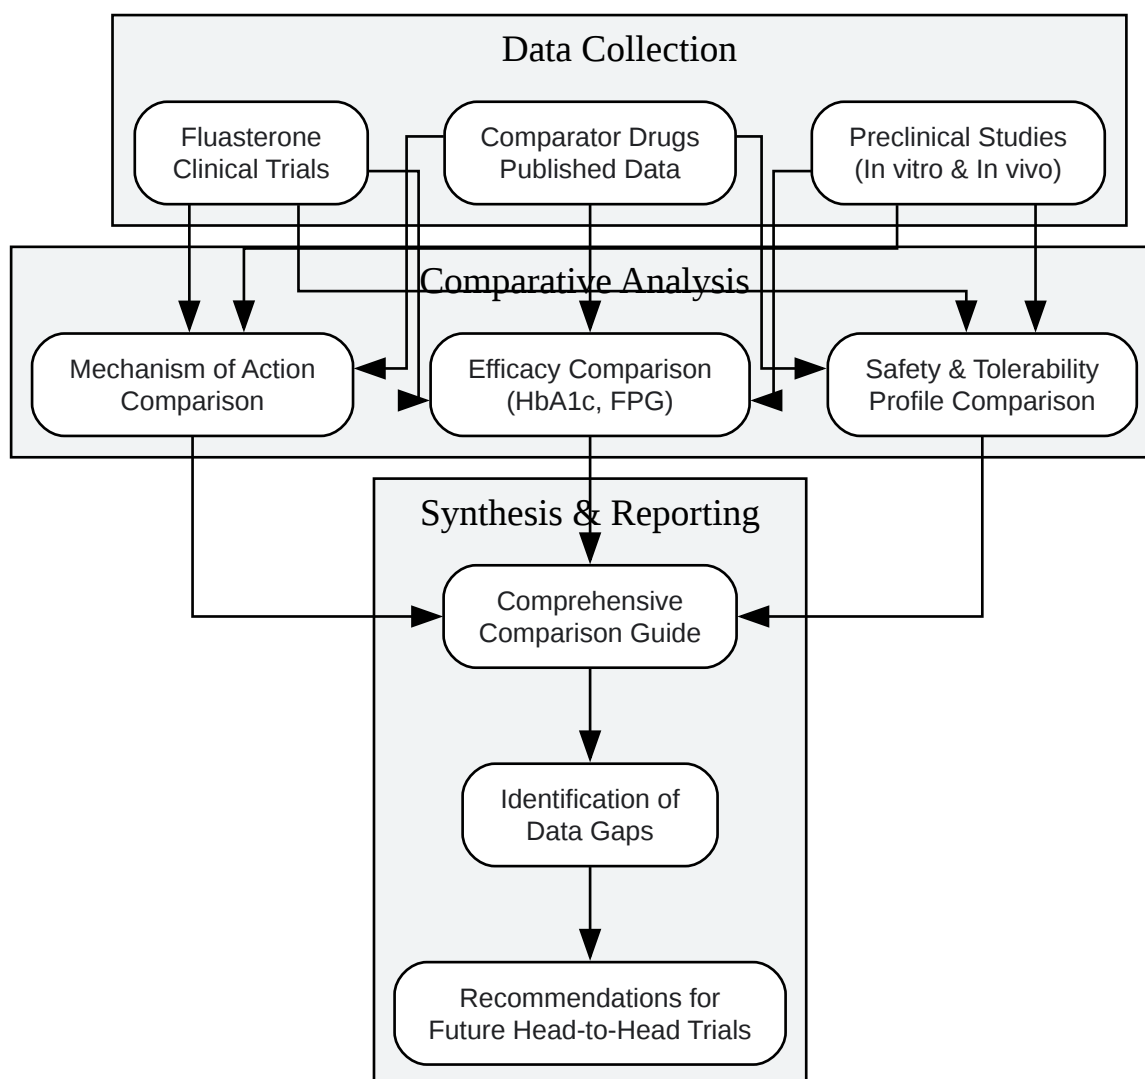 Data Collection
Fluasterone
Clinical Trials
Comparator Drugs
Published Data
Preclinical Studies
(In vitro & In vivo)
Comparative Analysis
Mechanism of Action
Comparison
Efficacy Comparison
(HbA1c, FPG)
Safety & Tolerability
Profile Comparison
Synthesis & Reporting
Comprehensive
Comparison Guide
Identification of
Data Gaps
Recommendations for
Future Head-to-Head Trials